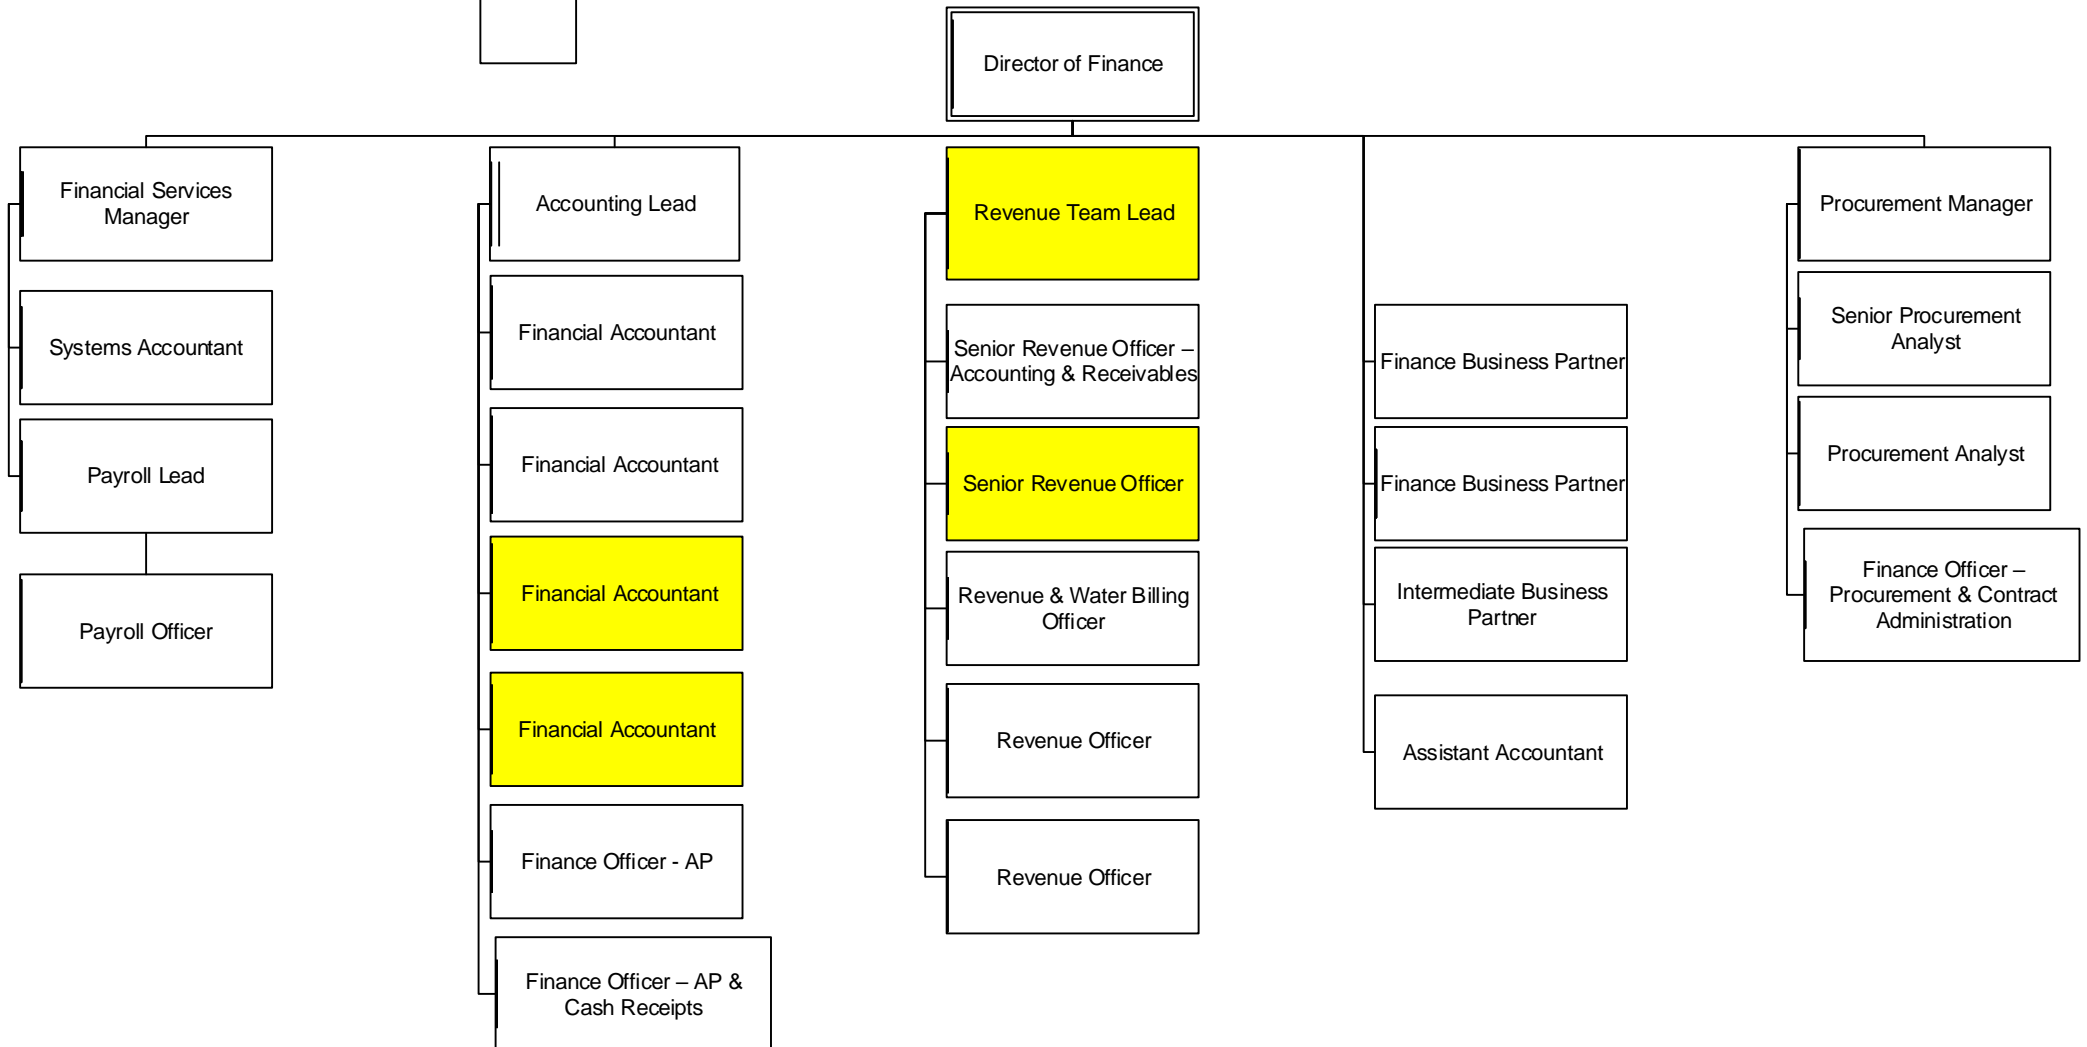 Director of Finance
Financial Services
Manager
Systems Accountant
Payroll Lead
Payroll Officer
Accounting Lead
Financial Accountant
Financial Accountant
Financial Accountant
Financial Accountant
Finance Officer - AP
Finance Officer – AP &
Cash Receipts
Revenue Team Lead
Senior Revenue Officer –
Accounting & Receivables
Senior Revenue Officer
Revenue & Water Billing
Officer
Revenue Officer
Revenue Officer
Finance Business Partner
Finance Business Partner
Intermediate Business
Partner
Assistant Accountant
Procurement Manager
Senior Procurement
Analyst
Procurement Analyst
Finance Officer –
Procurement & Contract
Administration